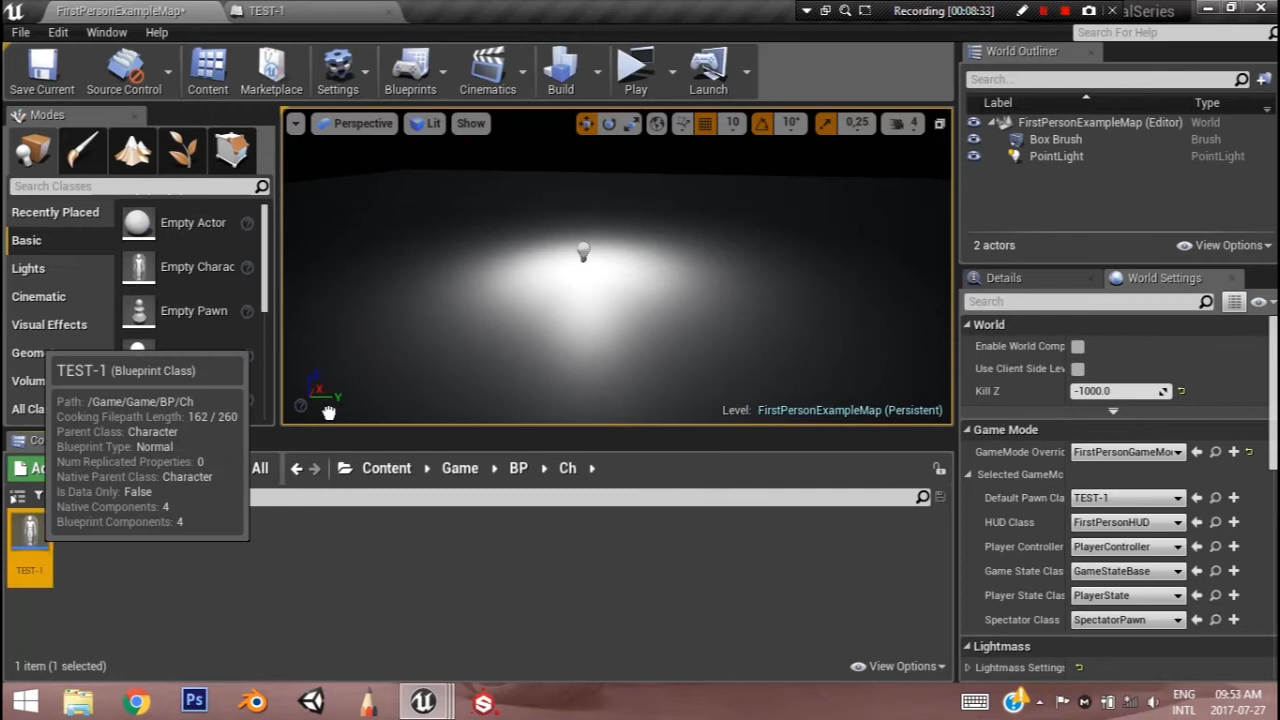 FirstPersonExampleMap*
TEST-1
Recording [00:08:33]
alSeries
File Edit Window Help
Search For Help
Save Current
Source Control
Content
Marketplace
Settings
Blueprints
Cinematics
Build
Play
Launch
World Outliner
Search...
Label
Type
FirstPersonExampleMap (Editor) World
Box Brush Brush
PointLight PointLight
2 actors
View Options
Modes
Search Classes
Recently Placed
Basic
Lights
Cinematic
Visual Effects
Geom
Volum
All Cla
Empty Actor
Empty Charac
Empty Pawn
Perspective
Lit
Show
10
10°
0,25
4
X
Y
Level: FirstPersonExampleMap (Persistent)
TEST-1 (Blueprint Class)
Path: /Game/Game/BP/Ch
Cooking Filepath Length: 162 / 260
Parent Class: Character
Blueprint Type: Normal
Num Replicated Properties: 0
Native Parent Class: Character
Is Data Only: False
Native Components: 4
Blueprint Components: 4
Co
Ad
All
Content
Game
BP
Ch
TEST-1
1 item (1 selected)
View Options
Details
World Settings
Search
World
Enable World Comp
Use Client Side Lev
Kill Z -1000.0
Game Mode
GameMode Overric FirstPersonGameMo
Selected GameMc
Default Pawn Cla TEST-1
HUD Class FirstPersonHUD
Player Controller PlayerController
Game State Clas GameStateBase
Player State Clas PlayerState
Spectator Class SpectatorPawn
Lightmass
Lightmass Setting
ENG
INTL
09:53 AM
2017-07-27
Ps